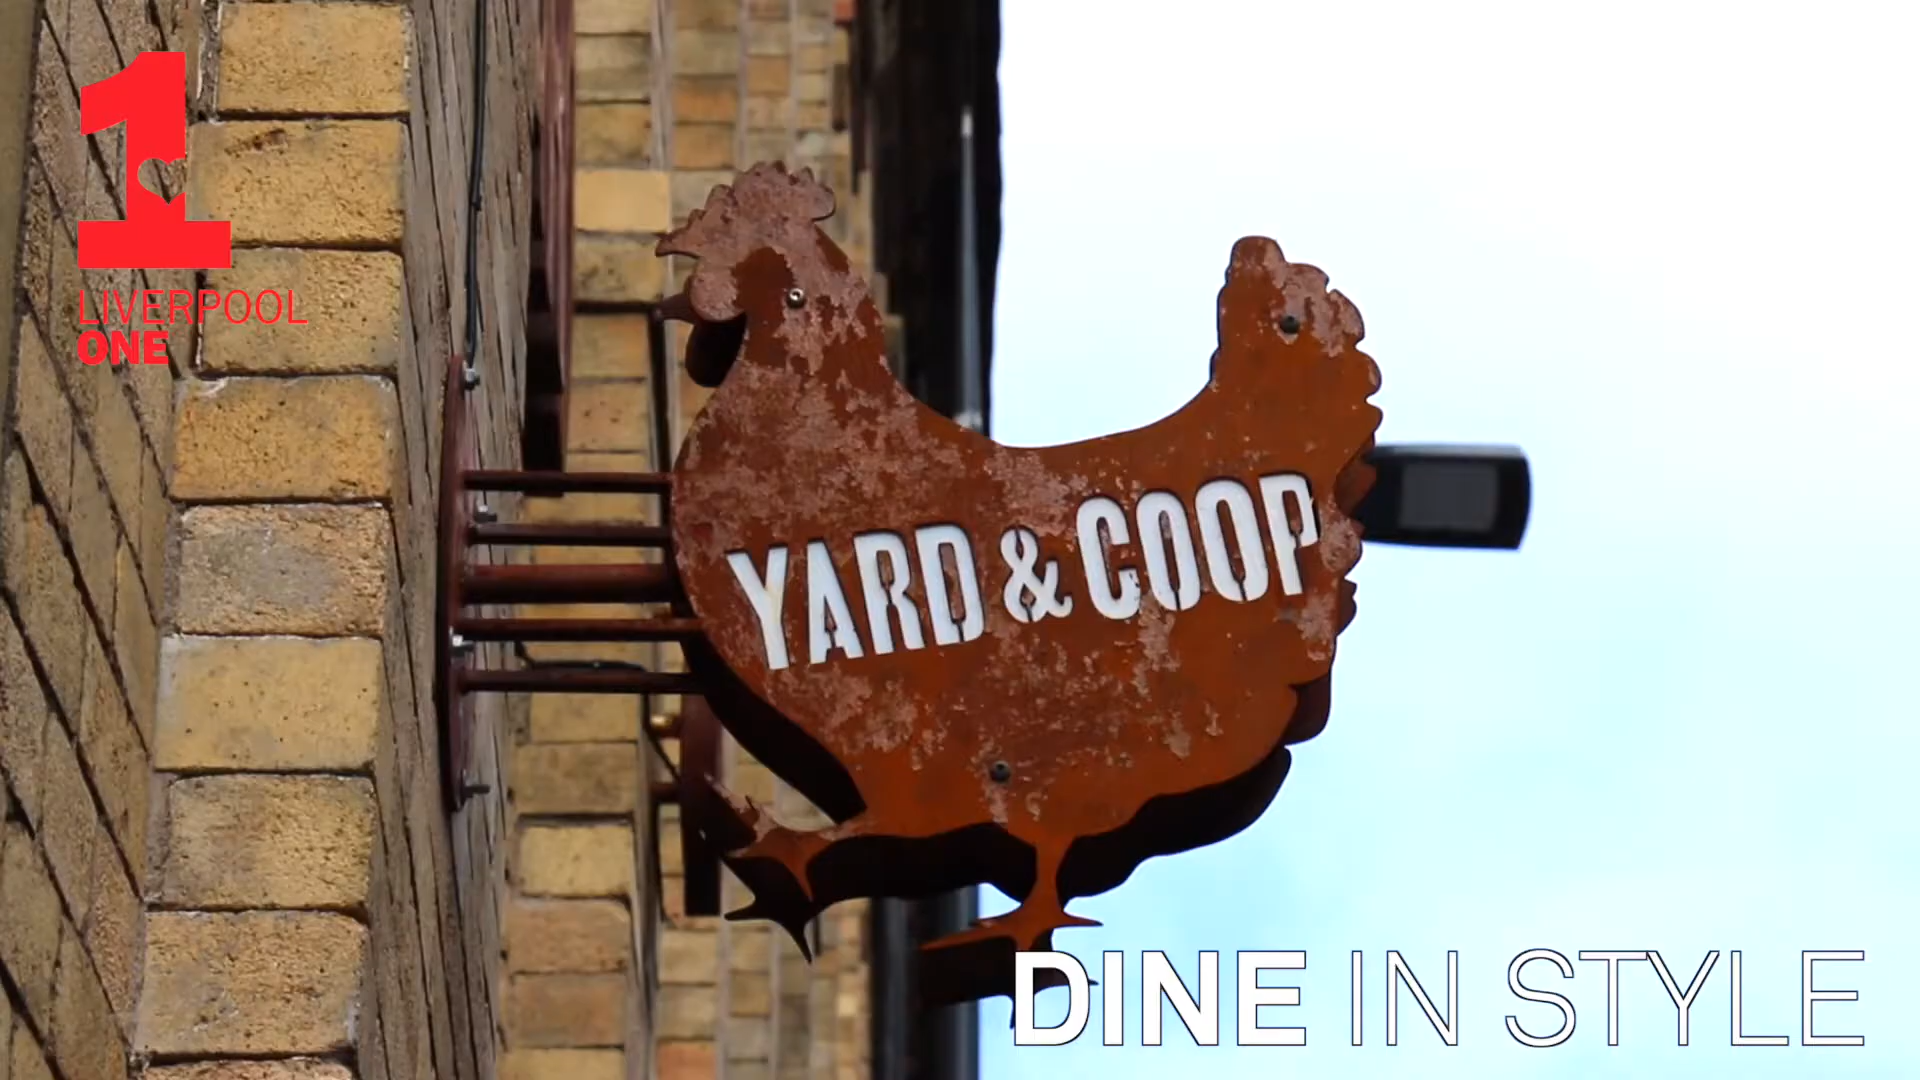 1
LIVERPOOL
ONE
YARD & COOP
DINE IN STYLE